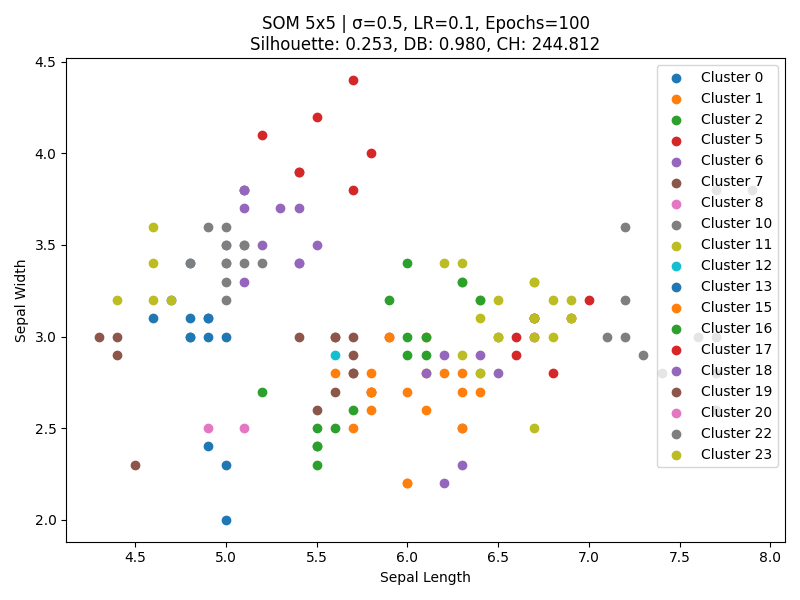 SOM 5x5 | σ=0.5, LR=0.1, Epochs=100
Silhouette: 0.253, DB: 0.980, CH: 244.812
4.5
4.0
3.5
3.0
2.5
2.0
Sepal Width
Cluster 0
Cluster 1
Cluster 2
Cluster 5
Cluster 6
Cluster 7
Cluster 8
Cluster 10
Cluster 11
Cluster 12
Cluster 13
Cluster 15
Cluster 16
Cluster 17
Cluster 18
Cluster 19
Cluster 20
Cluster 22
Cluster 23
4.5 5.0 5.5 6.0 6.5 7.0 7.5 8.0
Sepal Length